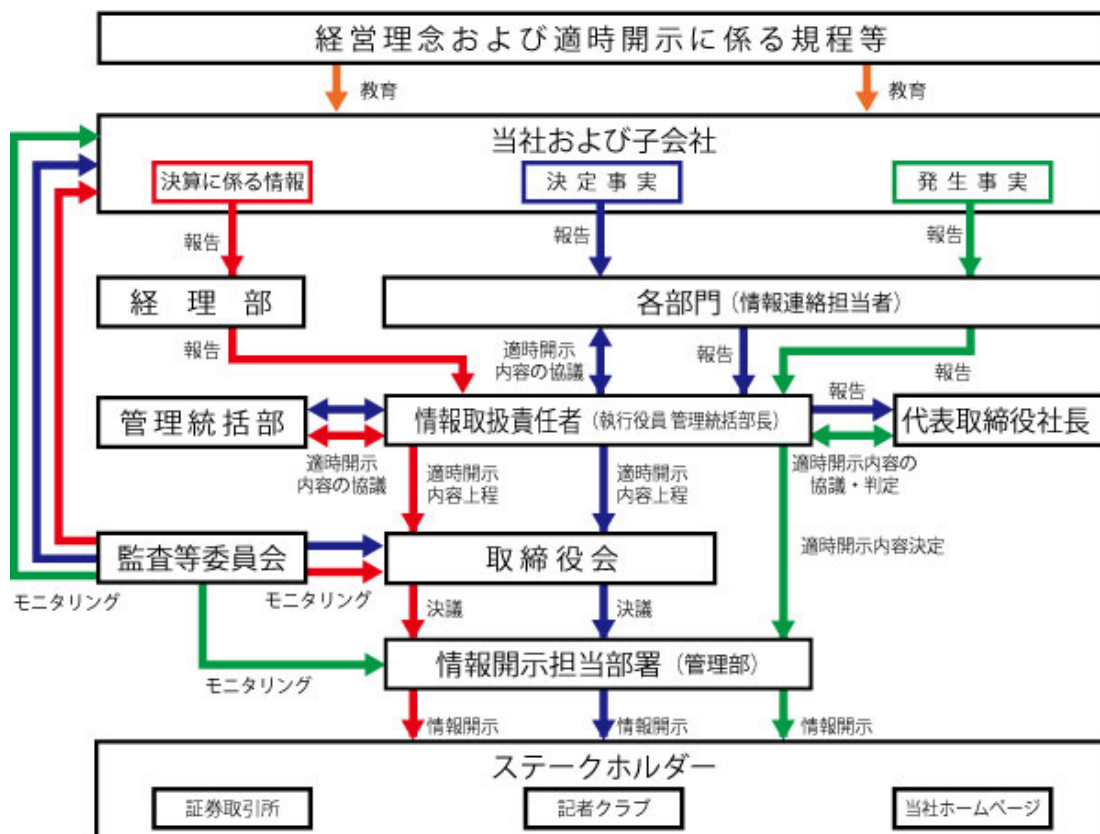 経営理念および適時開示に係る規程等
教育
教育
当社および子会社
決算に係る情報
決定事実
発生事実
報告
報告
報告
経理部
各部門（情報連絡担当者）
報告
適時開示
内容の協議
報告
報告
管理統括部
情報取扱責任者（執行役員 管理統括部長）
報告
代表取締役社長
適時開示
内容の協議
適時開示
内容上程
適時開示
内容上程
適時開示内容の
協議・判定
監査等委員会
取締役会
適時開示内容決定
モニタリング
モニタリング
決議
決議
情報開示担当部署（管理部）
モニタリング
情報開示
情報開示
情報開示
ステークホルダー
証券取引所
記者クラブ
当社ホームページ